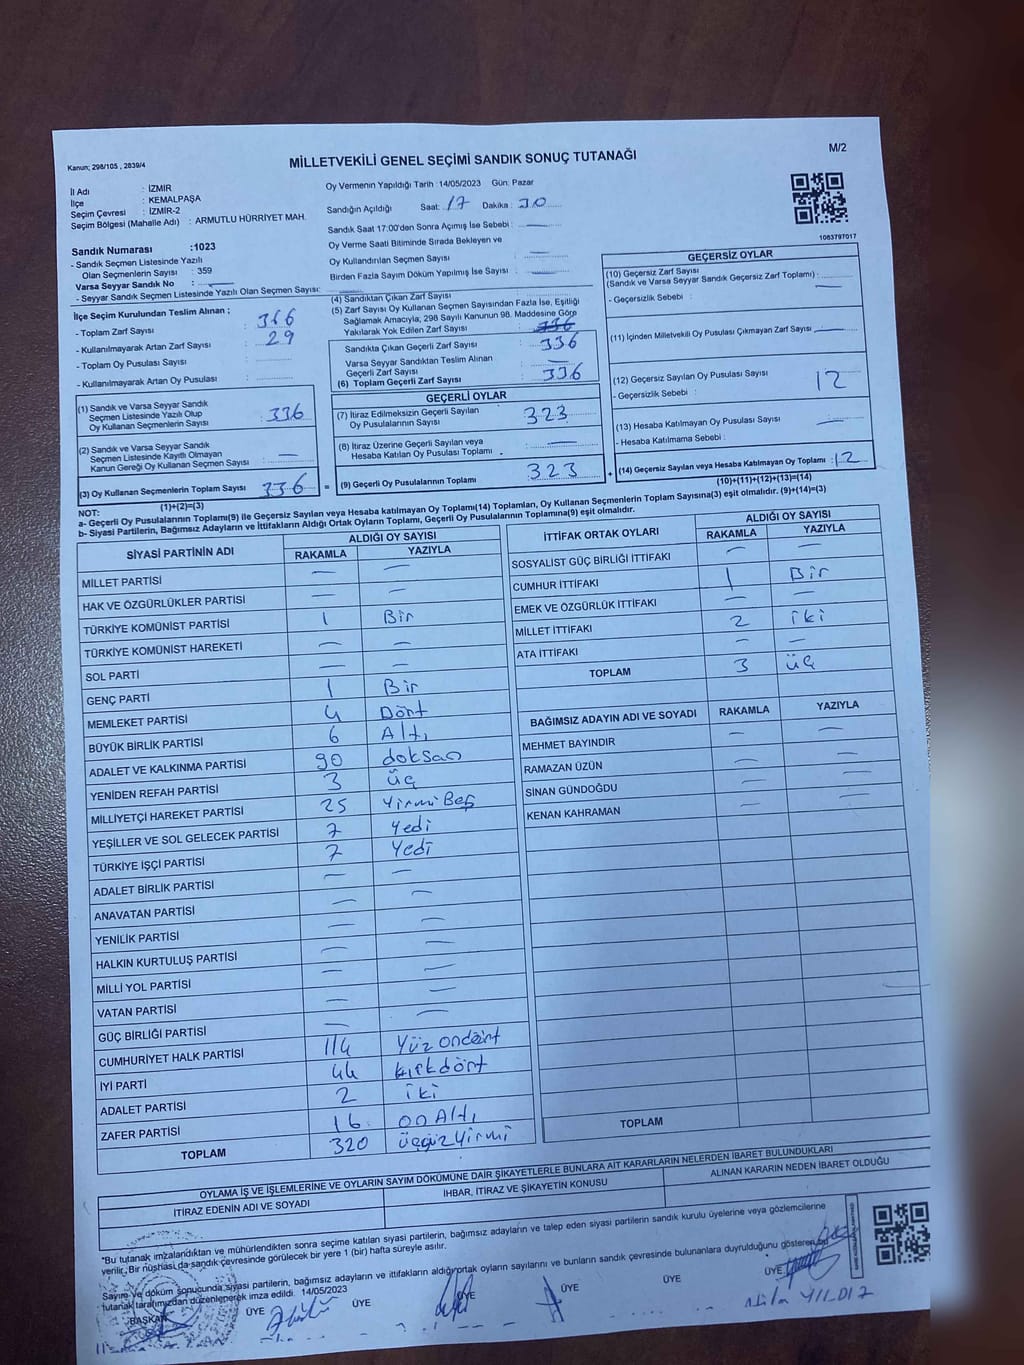 Kanun; 298/105 , 2839/4
MİLLETVEKİLİ GENEL SEÇİMİ SANDIK SONUÇ TUTANAĞI
M/2
İl Adı : İZMİR
İlçe : KEMALPAŞA
Seçim Çevresi : İZMİR-2
Seçim Bölgesi (Mahalle Adı) : ARMUTLU HÜRRİYET MAH.
Oy Vermenin Yapıldığı Tarih :14/05/2023 Gün: Pazar
Sandığın Açıldığı Saat: 17 Dakika: 30
Sandık Saat 17:00'den Sonra Açımış İse Sebebi : —
Oy Verme Saati Bitiminde Sırada Bekleyen ve
Oy Kullandırılan Seçmen Sayısı : —
Birden Fazla Sayım Döküm Yapılmış İse Sayısı : —
1083797017
Sandık Numarası :1023
- Sandık Seçmen Listesinde Yazılı
Olan Seçmenlerin Sayısı : 359
Varsa Seyyar Sandık No : —
- Seyyar Sandık Seçmen Listesinde Yazılı Olan Seçmen Sayısı: —
İlçe Seçim Kurulundan Teslim Alınan ;
- Toplam Zarf Sayısı : 366
- Kullanılmayarak Artan Zarf Sayısı : 29
- Toplam Oy Pusulası Sayısı :
- Kullanılmayarak Artan Oy Pusulası :
(1) Sandık ve Varsa Seyyar Sandık
Seçmen Listesinde Yazılı Olup
Oy Kullanan Seçmenlerin Sayısı : 336
(2) Sandık ve Varsa Seyyar Sandık
Seçmen Listesinde Kayıtlı Olmayan
Kanun Gereği Oy Kullanan Seçmen Sayısı : —
(3) Oy Kullanan Seçmenlerin Toplam Sayısı 336
(1)+(2)=(3)
(4) Sandıktan Çıkan Zarf Sayısı
(5) Zarf Sayısı Oy Kullanan Seçmen Sayısından Fazla İse, Eşitliği
Sağlamak Amacıyla; 298 Sayılı Kanunun 98. Maddesine Göre
Yakılarak Yok Edilen Zarf Sayısı :
Sandıkta Çıkan Geçerli Zarf Sayısı : 336
Varsa Seyyar Sandıktan Teslim Alınan
Geçerli Zarf Sayısı : —
(6) Toplam Geçerli Zarf Sayısı : 336
=
GEÇERLİ OYLAR
(7) İtiraz Edilmeksizin Geçerli Sayılan
Oy Pusulalarının Sayısı : 323
(8) İtiraz Üzerine Geçerli Sayılan veya
Hesaba Katılan Oy Pusulası Toplamı : —
(9) Geçerli Oy Pusulalarının Toplamı : 323
+
GEÇERSİZ OYLAR
(10) Geçersiz Zarf Sayısı
(Sandık ve Varsa Seyyar Sandık Geçersiz Zarf Toplamı) : —
- Geçersizlik Sebebi :
(11) İçinden Milletvekili Oy Pusulası Çıkmayan Zarf Sayısı : —
(12) Geçersiz Sayılan Oy Pusulası Sayısı : 12
- Geçersizlik Sebebi :
(13) Hesaba Katılmayan Oy Pusulası Sayısı : —
- Hesaba Katılmama Sebebi :
(14) Geçersiz Sayılan veya Hesaba Katılmayan Oy Toplamı : 12
(10)+(11)+(12)+(13)=(14)
NOT:
a- Geçerli Oy Pusulalarının Toplamı(9) ile Geçersiz Sayılan veya Hesaba katılmayan Oy Toplamı(14) Toplamları, Oy Kullanan Seçmenlerin Toplam Sayısına(3) eşit olmalıdır. (9)+(14)=(3)
b- Siyasi Partilerin, Bağımsız Adayların ve İttifakların Aldığı Ortak Oyların Toplamı, Geçerli Oy Pusulalarının Toplamına(9) eşit olmalıdır.
SİYASİ PARTİNİN ADI ALDIĞI OY SAYISI
RAKAMLA YAZIYLA
MİLLET PARTİSİ — —
HAK VE ÖZGÜRLÜKLER PARTİSİ — —
TÜRKİYE KOMÜNİST PARTİSİ 1 Bir
TÜRKİYE KOMÜNİST HAREKETİ — —
SOL PARTİ — —
GENÇ PARTİ 1 Bir
MEMLEKET PARTİSİ 4 Dört
BÜYÜK BİRLİK PARTİSİ 6 Altı
ADALET VE KALKINMA PARTİSİ 90 doksan
YENİDEN REFAH PARTİSİ 3 üç
MİLLİYETÇİ HAREKET PARTİSİ 25 Yirmi Beş
YEŞİLLER VE SOL GELECEK PARTİSİ 7 Yedi
TÜRKİYE İŞÇİ PARTİSİ 7 Yedi
ADALET BİRLİK PARTİSİ — —
ANAVATAN PARTİSİ — —
YENİLİK PARTİSİ — —
HALKIN KURTULUŞ PARTİSİ — —
MİLLİ YOL PARTİSİ — —
VATAN PARTİSİ — —
GÜÇ BİRLİĞİ PARTİSİ — —
CUMHURİYET HALK PARTİSİ 114 Yüz ondört
İYİ PARTİ 44 kırkdört
ADALET PARTİSİ 2 iki
ZAFER PARTİSİ 16 on Altı
TOPLAM 320 üçyüz Yirmi
İTTİFAK ORTAK OYLARI ALDIĞI OY SAYISI
RAKAMLA YAZIYLA
SOSYALİST GÜÇ BİRLİĞİ İTTİFAKI — —
CUMHUR İTTİFAKI 1 Bir
EMEK VE ÖZGÜRLÜK İTTİFAKI — —
MİLLET İTTİFAKI 2 iki
ATA İTTİFAKI — —
TOPLAM 3 üç
BAĞIMSIZ ADAYIN ADI VE SOYADI RAKAMLA YAZIYLA
MEHMET BAYINDIR — —
RAMAZAN ÜZÜN — —
SİNAN GÜNDOĞDU — —
KENAN KAHRAMAN — —
TOPLAM
OYLAMA İŞ VE İŞLEMLERİNE VE OYLARIN SAYIM DÖKÜMÜNE DAİR ŞİKAYETLERLE BUNLARA AİT KARARLARIN NELERDEN İBARET BULUNDUKLARI
İTİRAZ EDENİN ADI VE SOYADI İHBAR, İTİRAZ VE ŞİKAYETİN KONUSU ALINAN KARARIN NEDEN İBARET OLDUĞU
*Bu tutanak imzalandıktan ve mühürlendikten sonra seçime katılan siyasi partilerin, bağımsız adayların ve talep eden siyasi partilerin sandık kurulu üyelerine veya gözlemcilerine
verilir. Bir nüshası da sandık çevresinde görülecek bir yere 1 (bir) hafta süreyle asılır.
Sayım ve döküm sonucunda siyasi partilerin, bağımsız adayların ve ittifakların aldığı ortak oyların sayılarını ve bunların sandık çevresinde bulunanlara duyrulduğunu gösteren bu
tutanak tarafımızdan düzenlenerek imza edildi. 14/05/2023
BAŞKAN ÜYE ÜYE ÜYE ÜYE ÜYE ÜYE
YILDIZ